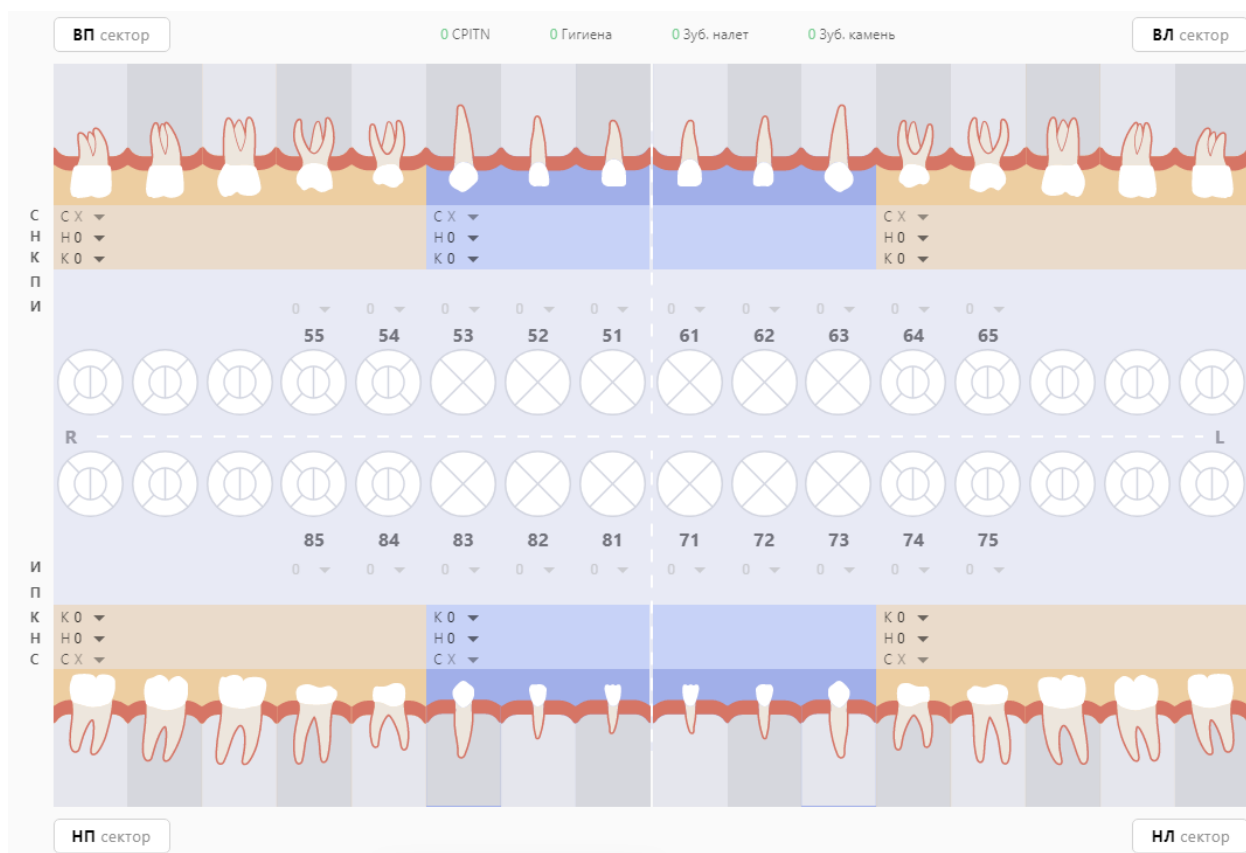 ВП сектор 0 CPITN 0 Гигиена 0 Зуб. налет 0 Зуб. камень ВЛ сектор
С С X С X С X
Н Н 0 Н 0 Н 0
К К 0 К 0 К 0
П
И 0 0 0 0 0 0 0 0 0 0
55 54 53 52 51 61 62 63 64 65
R L
85 84 83 82 81 71 72 73 74 75
И 0 0 0 0 0 0 0 0 0 0
П
К К 0 К 0 К 0
Н Н 0 Н 0 Н 0
С С X С X С X
НП сектор НЛ сектор